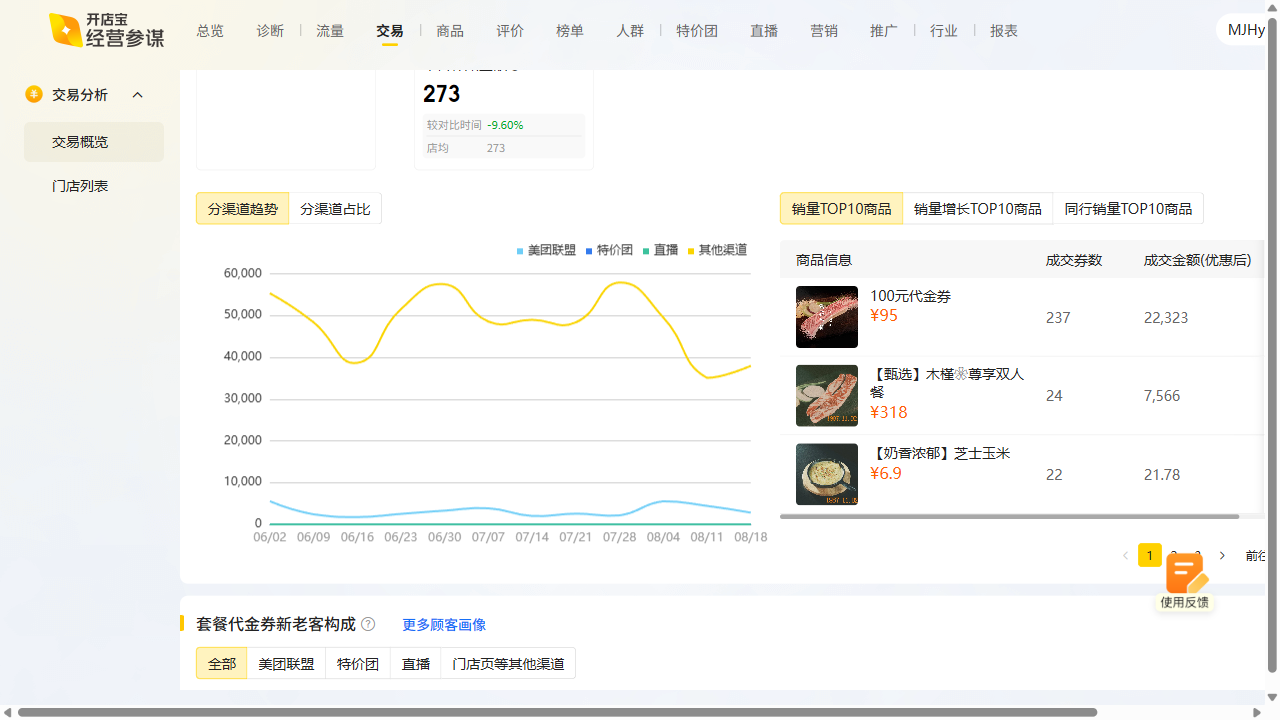 开店宝
经营参谋
总览
诊断
流量
交易
商品
评价
榜单
人群
特价团
直播
营销
推广
行业
报表
MJHy
交易分析
交易概览
门店列表
273
较对比时间 -9.60%
店均 273
分渠道趋势
分渠道占比
美团联盟
特价团
直播
其他渠道
60,000
50,000
40,000
30,000
20,000
10,000
0
06/02 06/09 06/16 06/23 06/30 07/07 07/14 07/21 07/28 08/04 08/11 08/18
销量TOP10商品
销量增长TOP10商品
同行销量TOP10商品
商品信息 成交券数 成交金额(优惠后)
100元代金券
¥95
237 22,323
【甄选】木槿❀尊享双人
餐
¥318
24 7,566
【奶香浓郁】芝士玉米
¥6.9
22 21.78
1
前往
使用反馈
套餐代金券新老客构成
更多顾客画像
全部
美团联盟
特价团
直播
门店页等其他渠道